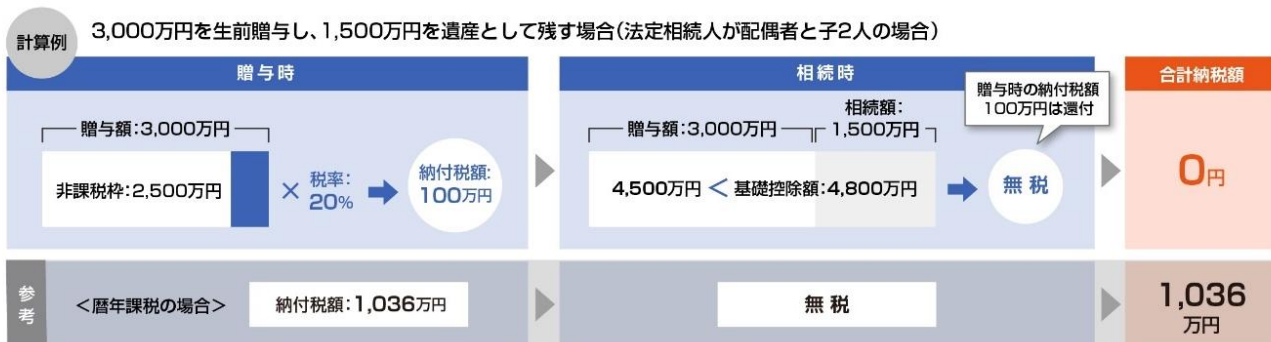 計算例
3,000万円を生前贈与し、1,500万円を遺産として残す場合(法定相続人が配偶者と子2人の場合)
贈与時
贈与額:3,000万円
非課税枠:2,500万円
×
税率:
20%
納付税額:
100万円
相続時
贈与時の納付税額
100万円は還付
贈与額:3,000万円
相続額:
1,500万円
4,500万円 < 基礎控除額:4,800万円
無税
合計納税額
0円
参考
<暦年課税の場合>
納付税額:1,036万円
無税
1,036
万円